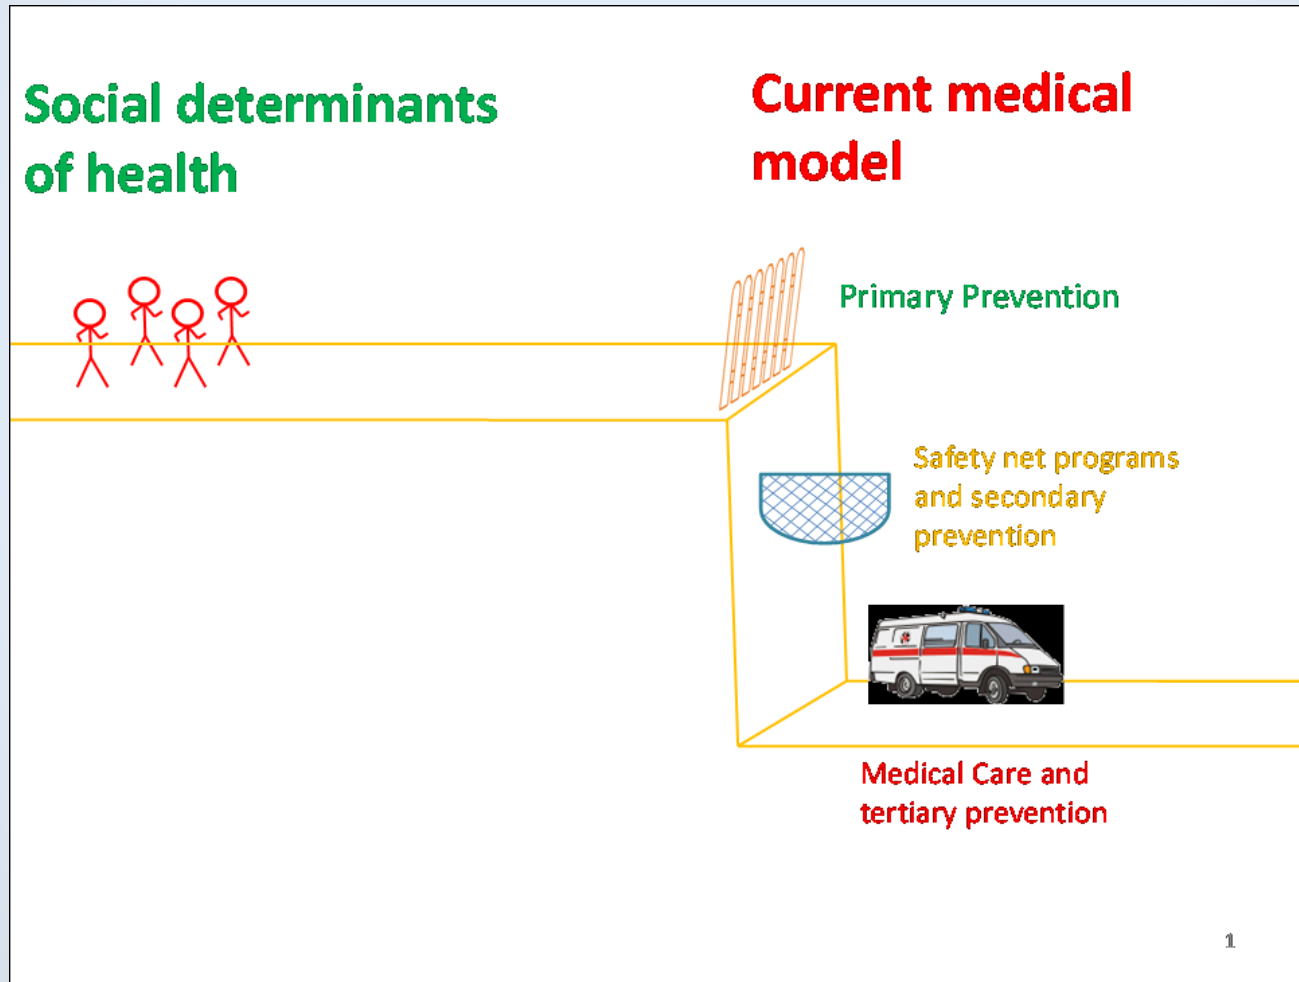 Social determinants
of health
Current medical
model
Primary Prevention
Safety net programs
and secondary
prevention
Medical Care and
tertiary prevention
1